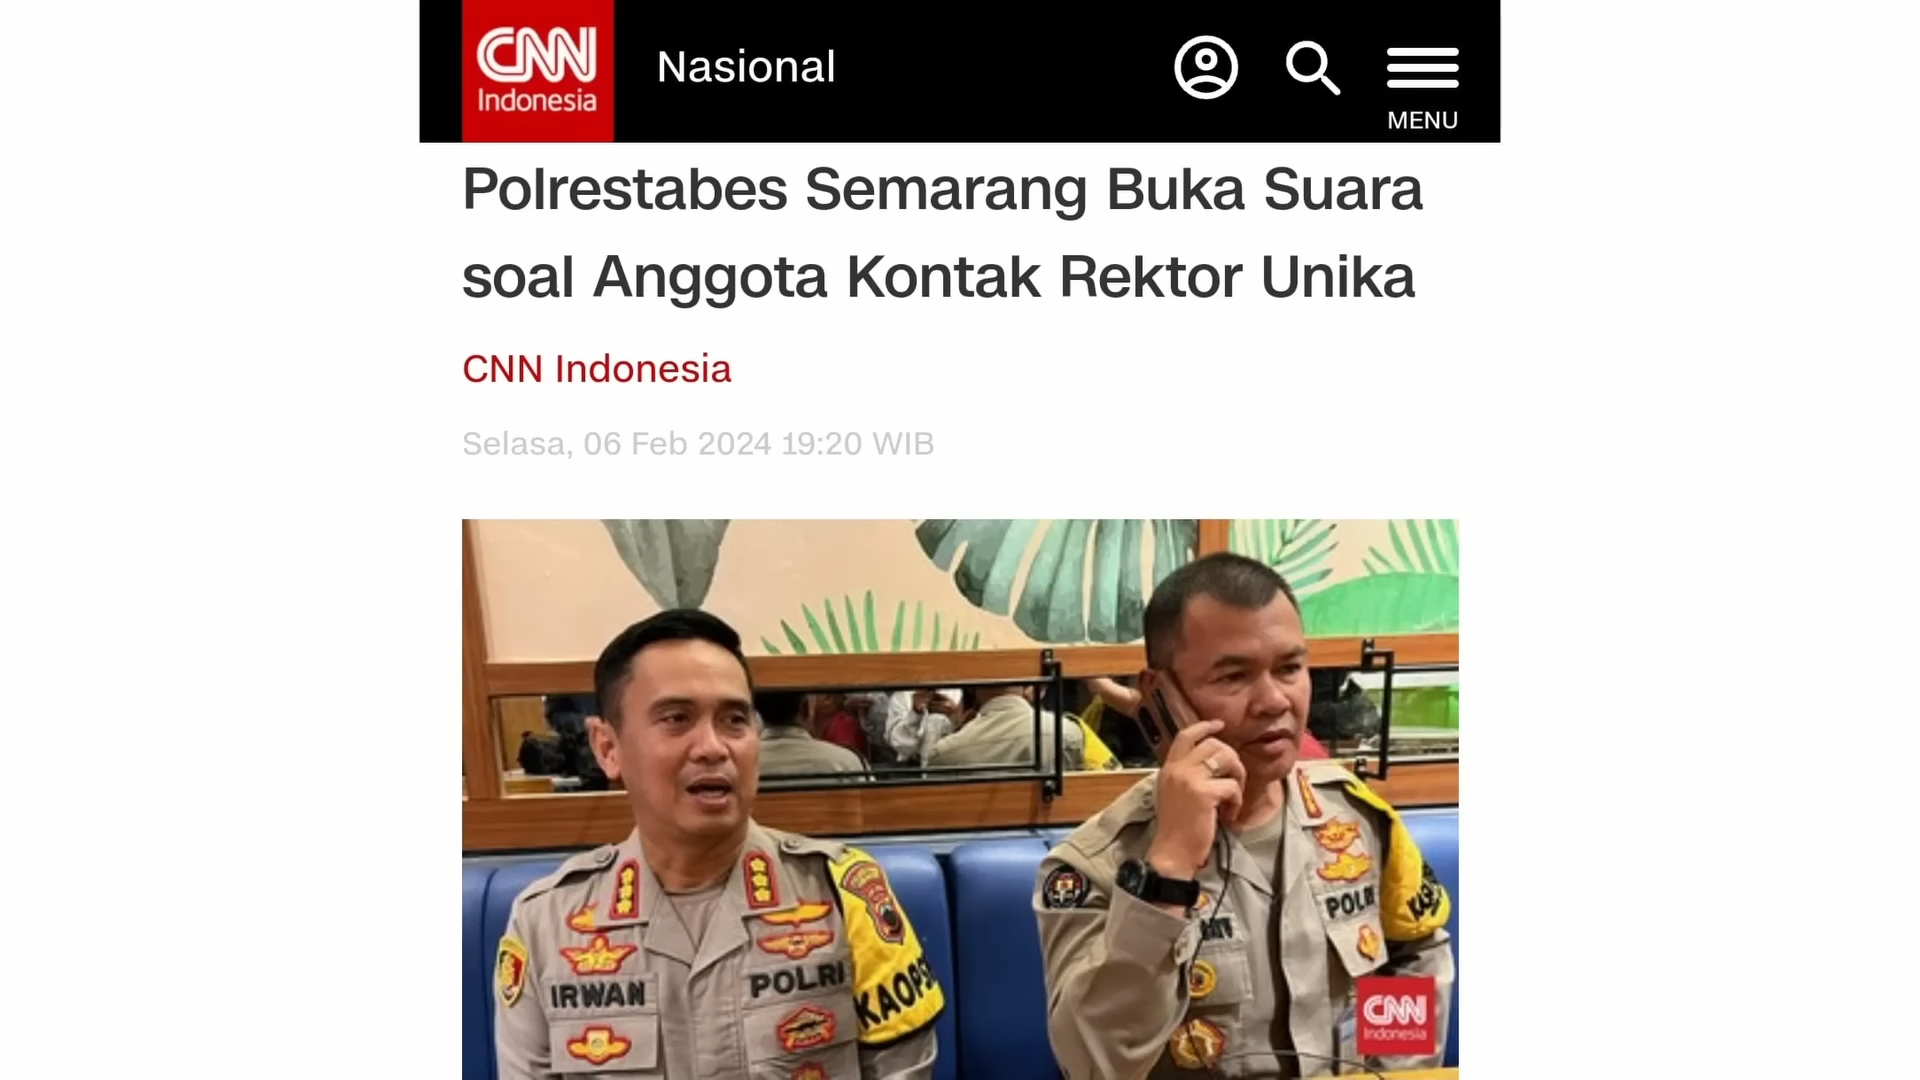 CNN
Indonesia
Nasional
MENU
Polrestabes Semarang Buka Suara
soal Anggota Kontak Rektor Unika
CNN Indonesia
Selasa, 06 Feb 2024 19:20 WIB
IRWAN
POLRI
KAOPS
POLRI
CNN
Indonesia